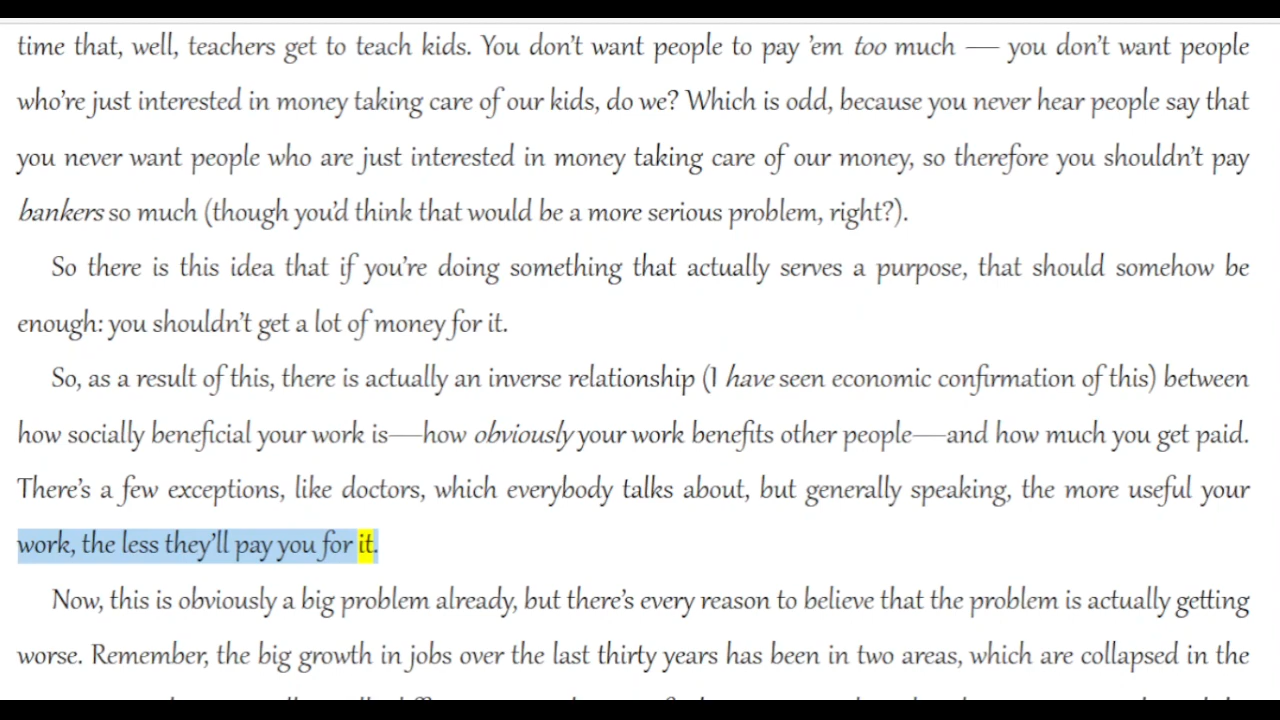 time that, well, teachers get to teach kids. You don’t want people to pay ’em too much — you don’t want people
who’re just interested in money taking care of our kids, do we? Which is odd, because you never hear people say that
you never want people who are just interested in money taking care of our money, so therefore you shouldn’t pay
bankers so much (though you’d think that would be a more serious problem, right?).
So there is this idea that if you’re doing something that actually serves a purpose, that should somehow be
enough: you shouldn’t get a lot of money for it.
So, as a result of this, there is actually an inverse relationship (I have seen economic confirmation of this) between
how socially beneficial your work is—how obviously your work benefits other people—and how much you get paid.
There’s a few exceptions, like doctors, which everybody talks about, but generally speaking, the more useful your
work, the less they’ll pay you for it.
Now, this is obviously a big problem already, but there’s every reason to believe that the problem is actually getting
worse. Remember, the big growth in jobs over the last thirty years has been in two areas, which are collapsed in the